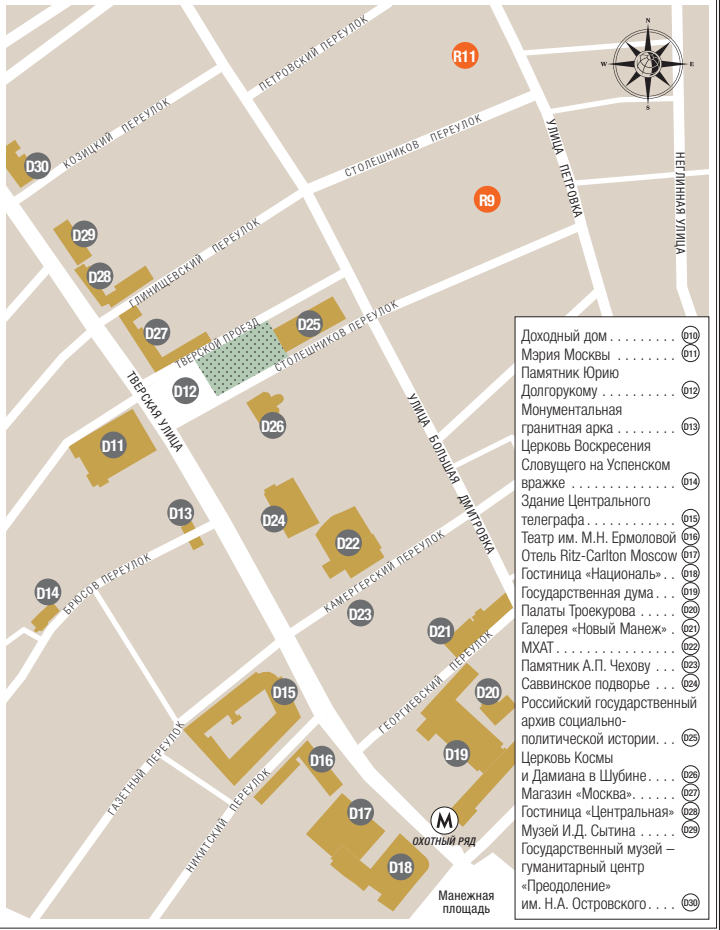 N
W
E
S
ПЕТРОВСКИЙ ПЕРЕУЛОК
R11
КОЗИЦКИЙ ПЕРЕУЛОК
D30
СТОЛЕШНИКОВ ПЕРЕУЛОК
УЛИЦА ПЕТРОВКА
НЕГЛИННАЯ УЛИЦА
R9
D29
D28
ГЛИНИЩЕВСКИЙ ПЕРЕУЛОК
D27
ТВЕРСКОЙ ПРОЕЗД
D25
СТОЛЕШНИКОВ ПЕРЕУЛОК
D12
ТВЕРСКАЯ УЛИЦА
D26
УЛИЦА БОЛЬШАЯ ДМИТРОВКА
D11
D13
D24
D22
БРЮСОВ ПЕРЕУЛОК
D14
КАМЕРГЕРСКИЙ ПЕРЕУЛОК
D23
D21
D15
ГЕОРГИЕВСКИЙ ПЕРЕУЛОК
D20
D19
ГАЗЕТНЫЙ ПЕРЕУЛОК
НИКИТСКИЙ ПЕРЕУЛОК
D16
D17
D18
М
ОХОТНЫЙ РЯД
Манежная
площадь
Доходный дом . . . . . . . . . D10
Мэрия Москвы . . . . . . . . D11
Памятник Юрию
Долгорукому . . . . . . . . . . D12
Монументальная
гранитная арка . . . . . . . . D13
Церковь Воскресения
Словущего на Успенском
вражке . . . . . . . . . . . . . . D14
Здание Центрального
телеграфа . . . . . . . . . . . . D15
Театр им. М.Н. Ермоловой D16
Отель Ritz-Carlton Moscow D17
Гостиница «Националь» . . D18
Государственная дума . . . D19
Палаты Троекурова . . . . . D20
Галерея «Новый Манеж» . D21
МХАТ . . . . . . . . . . . . . . . . D22
Памятник А.П. Чехову . . . D23
Саввинское подворье . . . D24
Российский государственный
архив социально-
политической истории. . . D25
Церковь Космы
и Дамиана в Шубине . . . . D26
Магазин «Москва». . . . . . D27
Гостиница «Центральная» D28
Музей И.Д. Сытина . . . . . D29
Государственный музей –
гуманитарный центр
«Преодоление»
им. Н.А. Островского . . . . D30